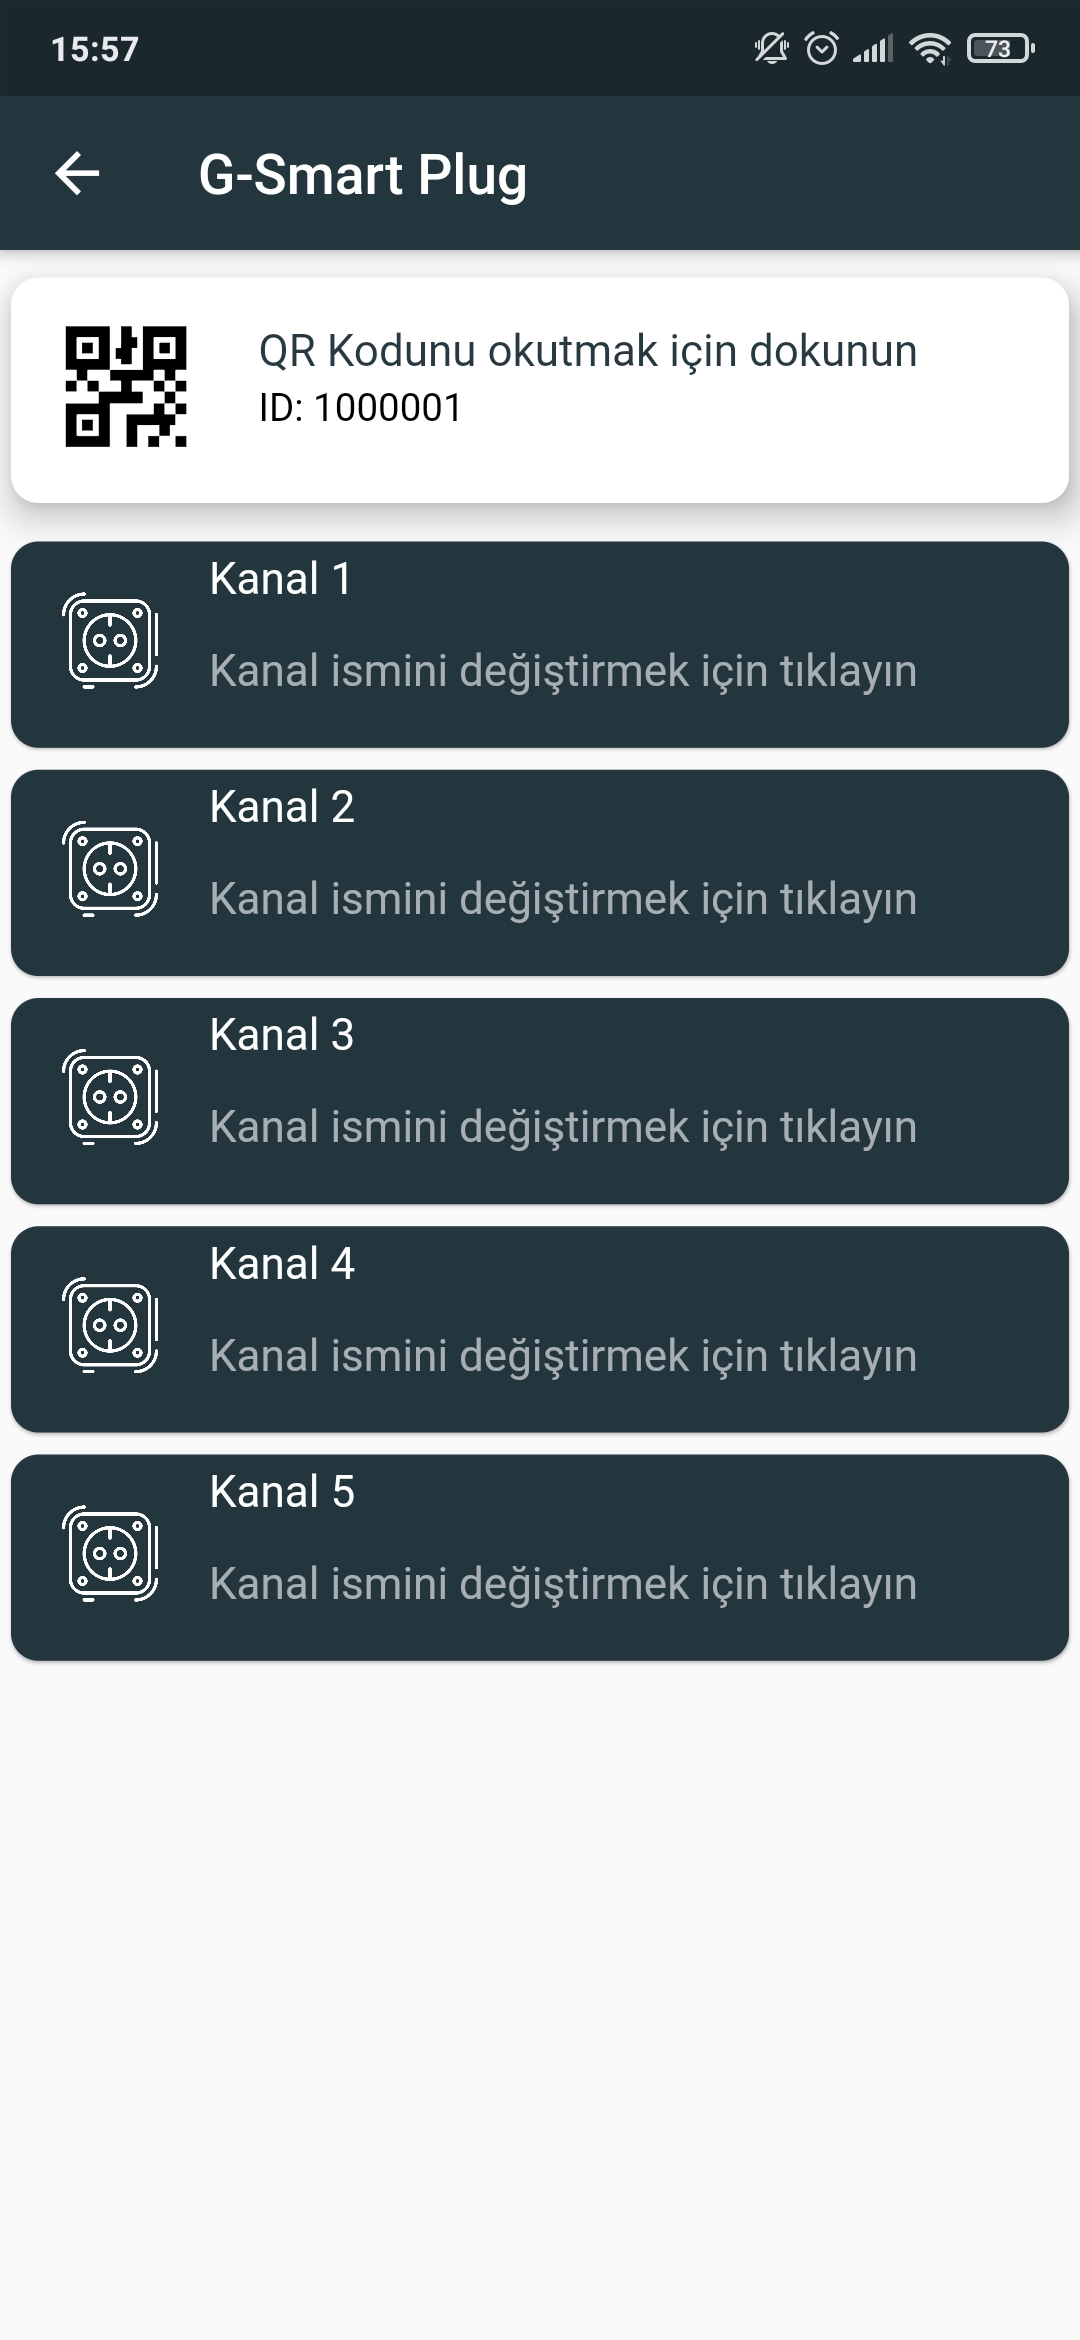 15:57
73
G-Smart Plug
QR Kodunu okutmak için dokunun
ID: 1000001
Kanal 1
Kanal ismini değiştirmek için tıklayın
Kanal 2
Kanal ismini değiştirmek için tıklayın
Kanal 3
Kanal ismini değiştirmek için tıklayın
Kanal 4
Kanal ismini değiştirmek için tıklayın
Kanal 5
Kanal ismini değiştirmek için tıklayın